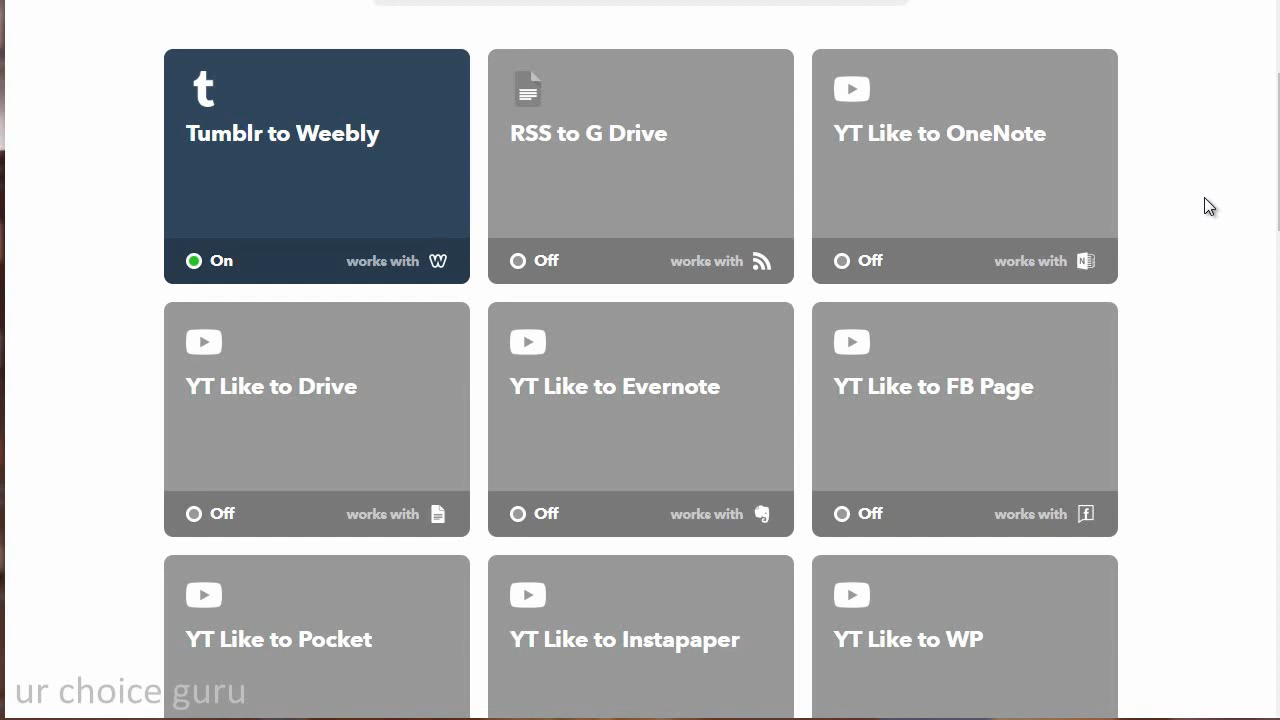 Tumblr to Weebly
On
works with
RSS to G Drive
Off
works with
YT Like to OneNote
Off
works with
YT Like to Drive
Off
works with
YT Like to Evernote
Off
works with
YT Like to FB Page
Off
works with
YT Like to Pocket
YT Like to Instapaper
YT Like to WP
ur choice guru